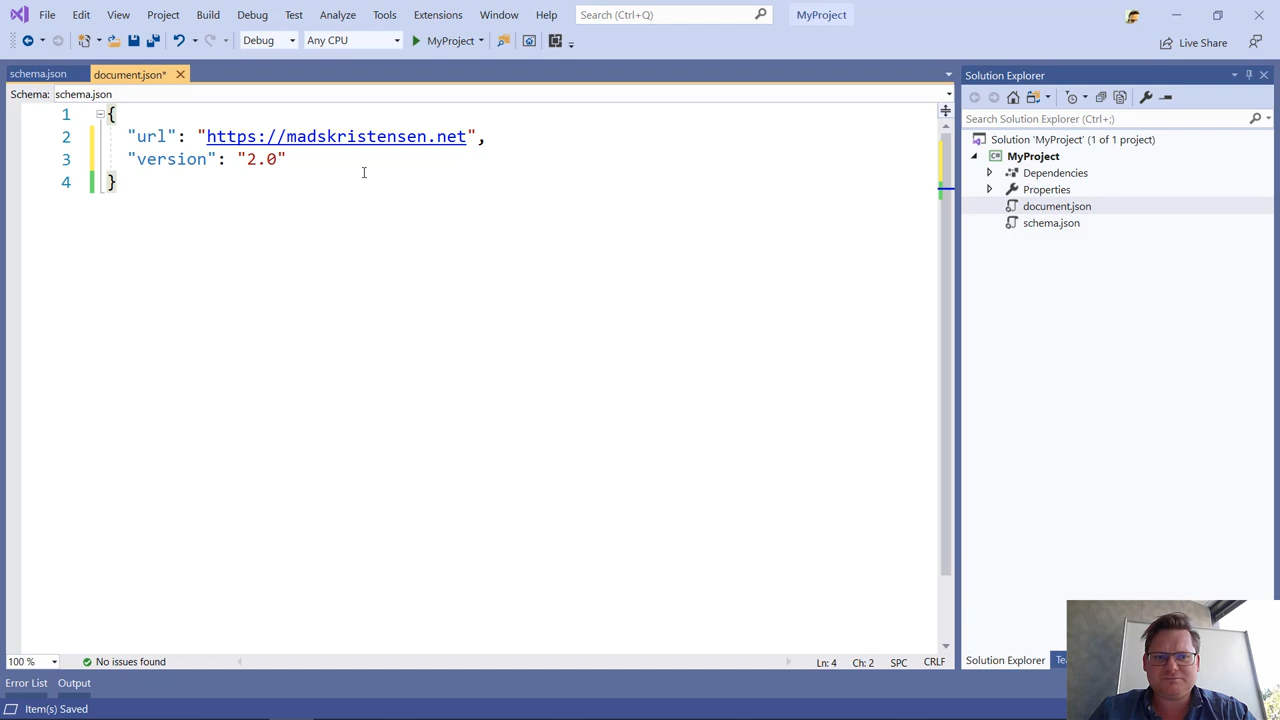 File Edit View Project Build Debug Test Analyze Tools Extensions Window Help Search (Ctrl+Q) MyProject
Debug Any CPU MyProject Live Share
schema.json document.json* Solution Explorer
Schema: schema.json
Search Solution Explorer (Ctrl+;)
1 {
2 "url": "https://madskristensen.net",
3 "version": "2.0"
4 }
Solution 'MyProject' (1 of 1 project)
MyProject
Dependencies
Properties
document.json
schema.json
100 % No issues found Ln: 4 Ch: 2 SPC CRLF
Solution Explorer
Error List Output
Item(s) Saved